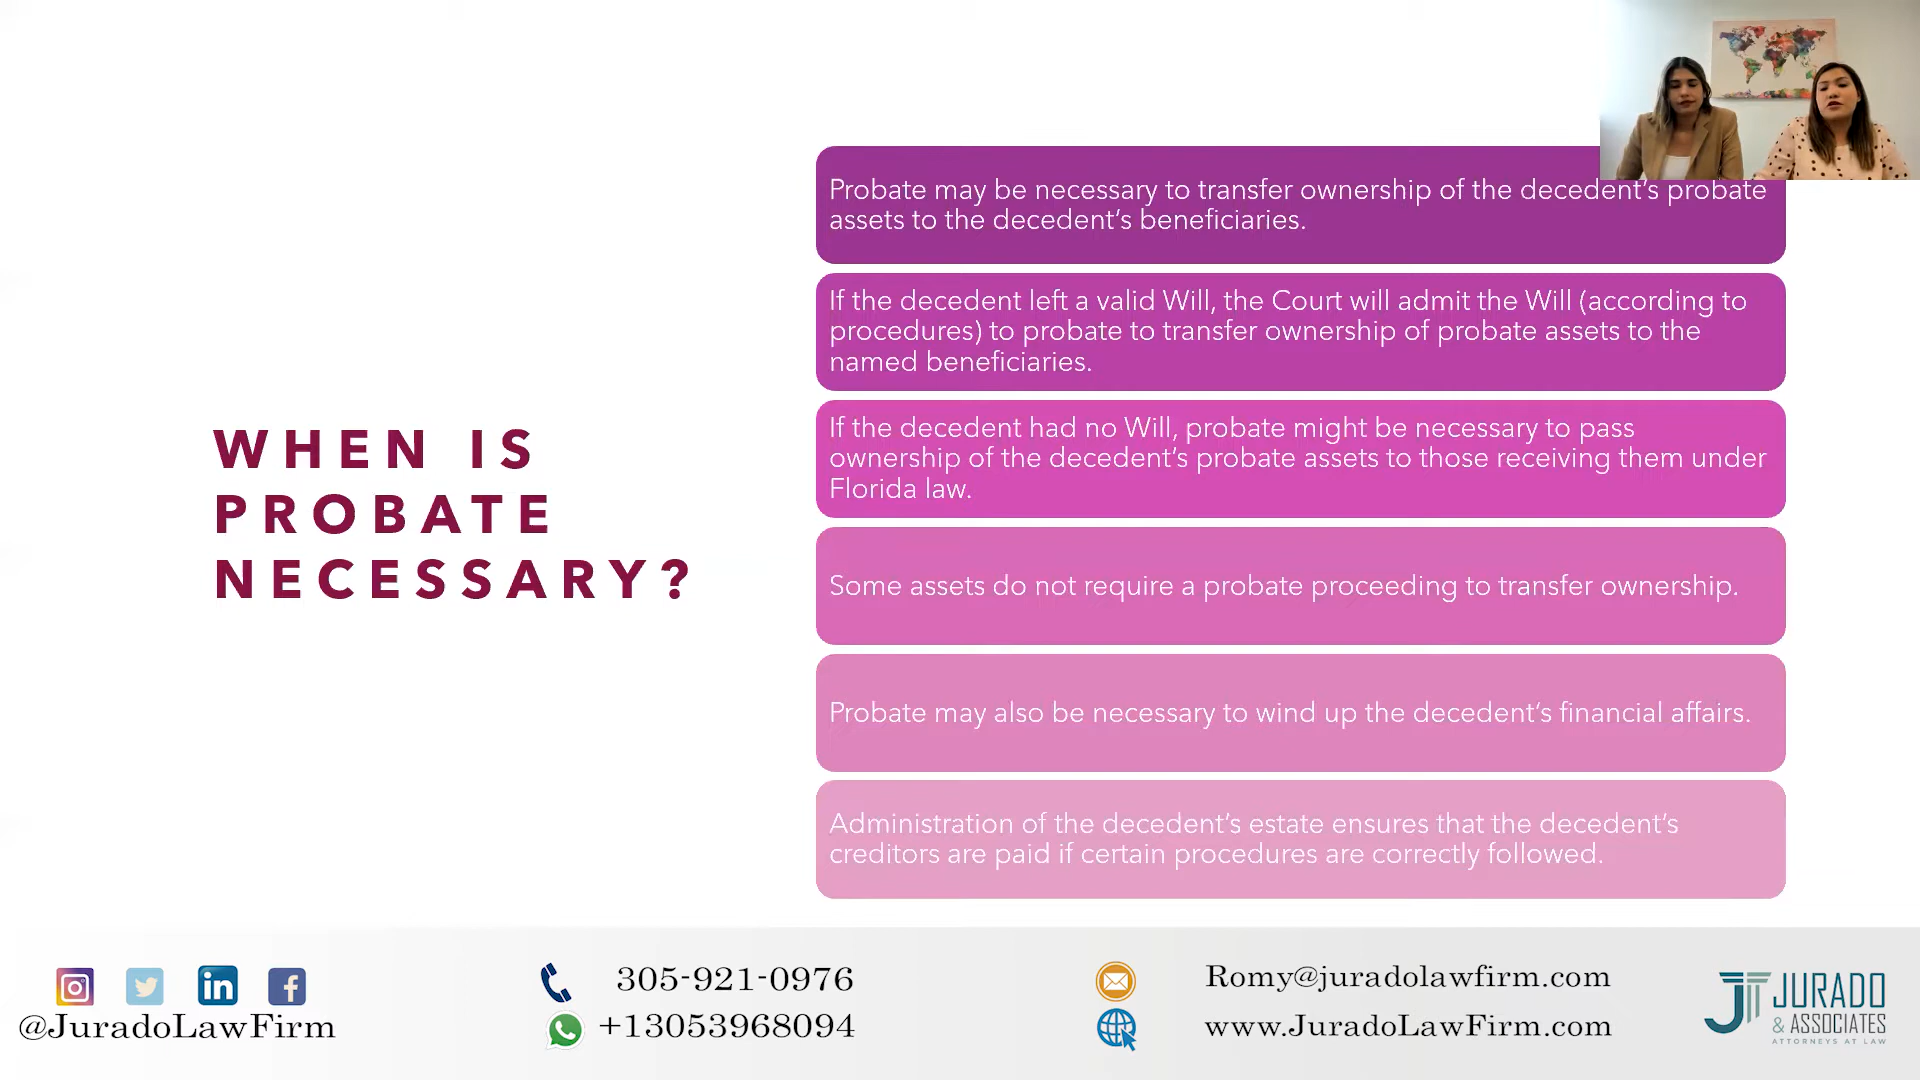 WHEN IS
PROBATE
NECESSARY?
Probate may be necessary to transfer ownership of the decedent’s probate
assets to the decedent’s beneficiaries.
If the decedent left a valid Will, the Court will admit the Will (according to
procedures) to probate to transfer ownership of probate assets to the
named beneficiaries.
If the decedent had no Will, probate might be necessary to pass
ownership of the decedent’s probate assets to those receiving them under
Florida law.
Some assets do not require a probate proceeding to transfer ownership.
Probate may also be necessary to wind up the decedent’s financial affairs.
Administration of the decedent’s estate ensures that the decedent’s
creditors are paid if certain procedures are correctly followed.
@JuradoLawFirm
305-921-0976
+13053968094
Romy@juradolawfirm.com
www.JuradoLawFirm.com
JURADO
& ASSOCIATES
ATTORNEYS AT LAW